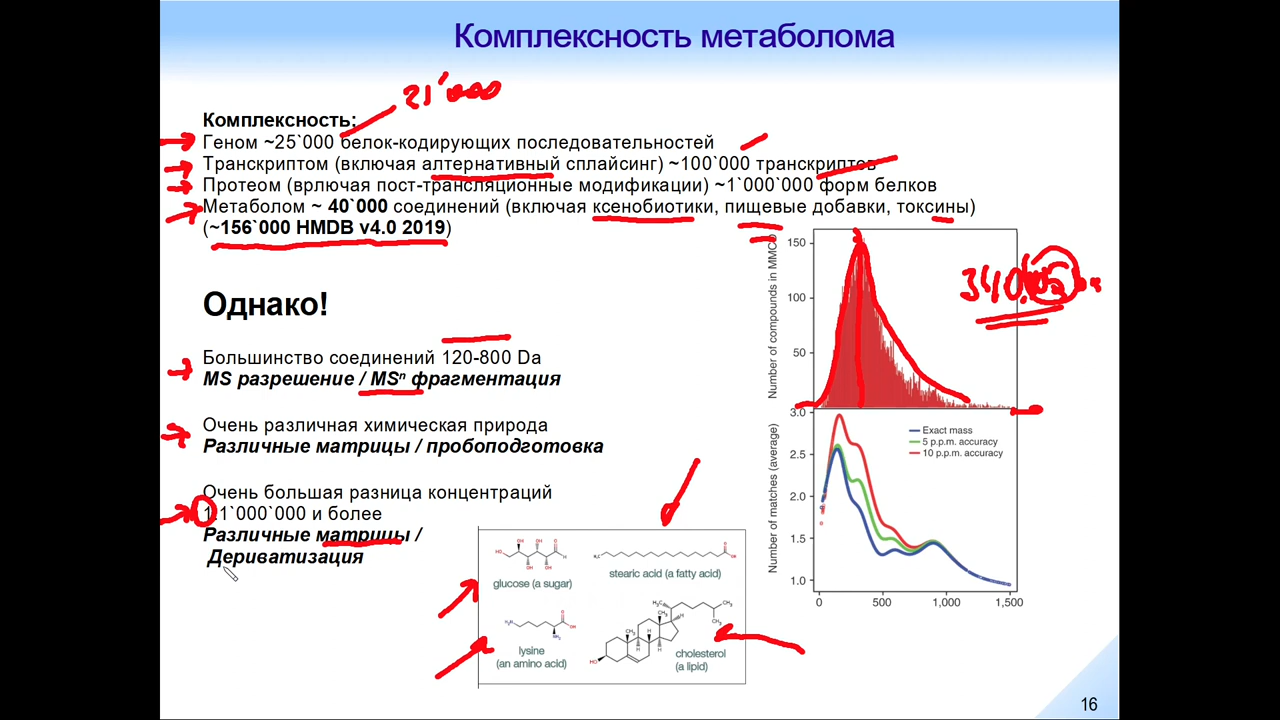 Комплексность метаболома
21'000
Комплексность:
Геном ~25`000 белок-кодирующих последовательностей
Транскриптом (включая алтернативный сплайсинг) ~100`000 транскриптов
Протеом (врлючая пост-трансляционные модификации) ~1`000`000 форм белков
Метаболом ~ 40`000 соединений (включая ксенобиотики, пищевые добавки, токсины)
(~156`000 HMDB v4.0 2019)
Однако!
Большинство соединений 120-800 Da
MS разрешение / MSⁿ фрагментация
Очень различная химическая природа
Различные матрицы / пробоподготовка
Очень большая разница концентраций
1:1`000`000 и более
Различные матрицы /
Дериватизация
glucose (a sugar)
stearic acid (a fatty acid)
lysine
(an amino acid)
cholesterol
(a lipid)
Number of compounds in MMCD
150
100
50
340
Number of matches (average)
3.0
2.5
2.0
1.5
1.0
Exact mass
5 p.p.m. accuracy
10 p.p.m. accuracy
0 500 1,000 1,500
16